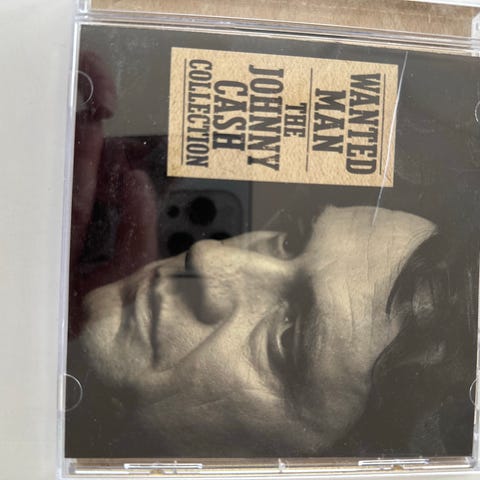 WANTED
MAN
THE
JOHNNY
CASH
COLLECTION